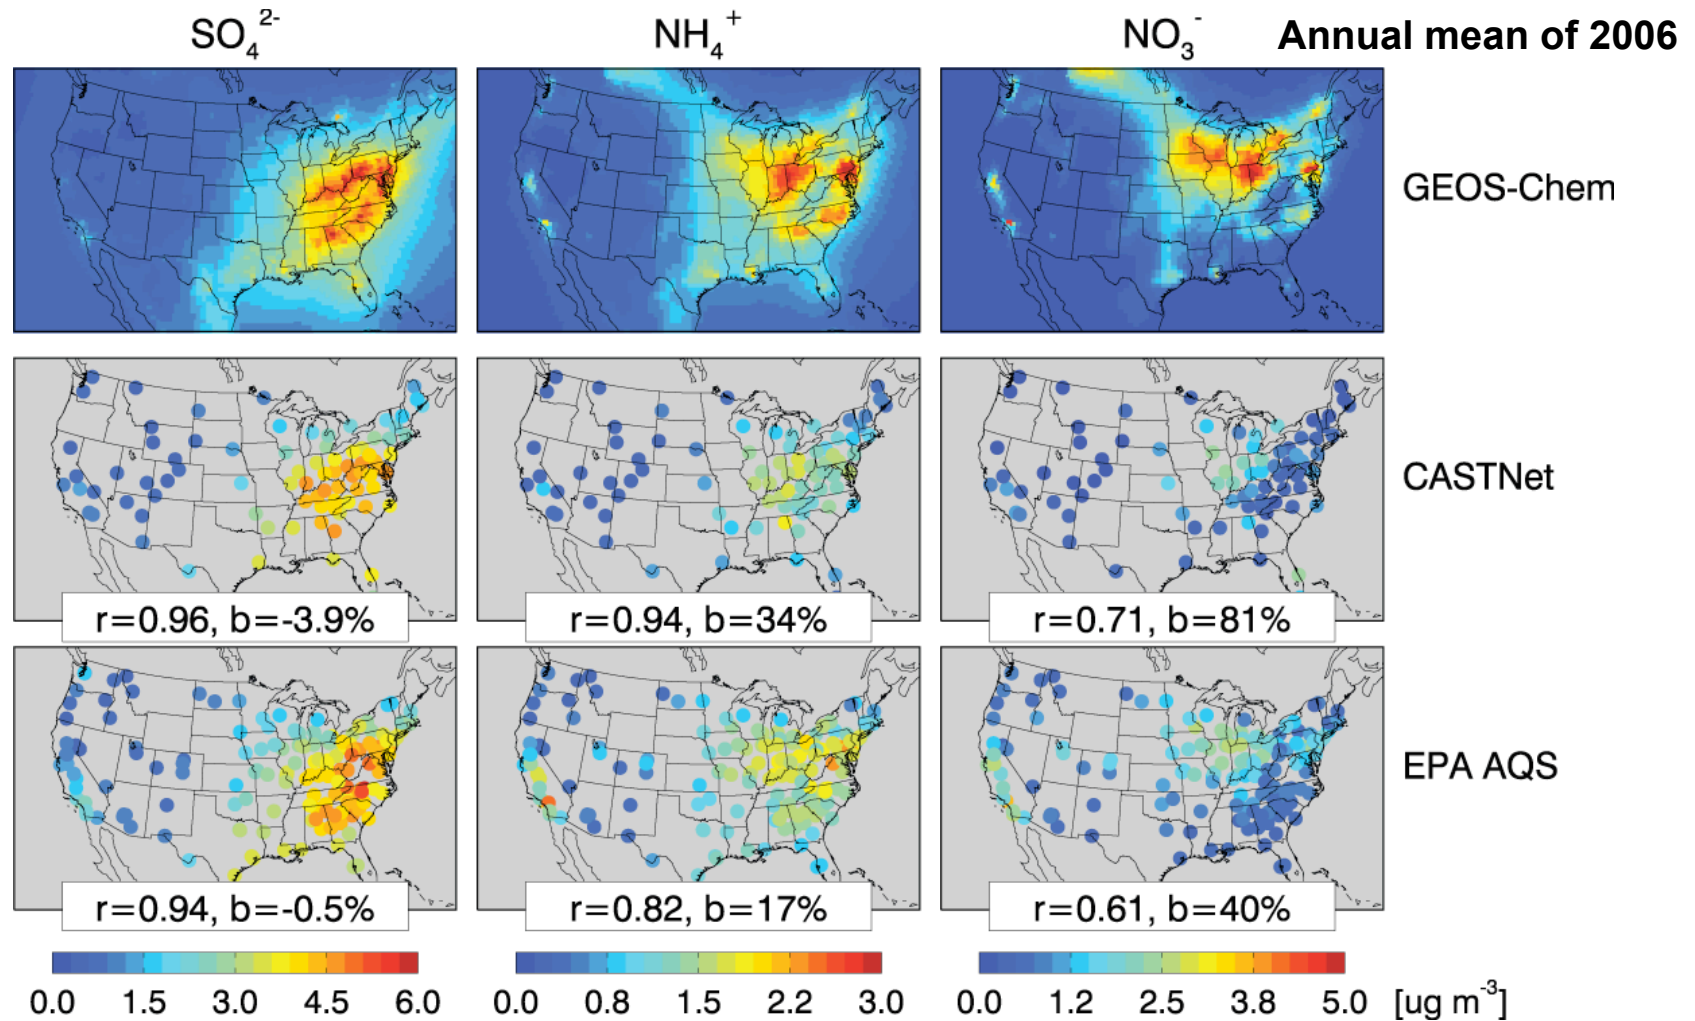 SO₄²⁻ NH₄⁺ NO₃⁻ Annual mean of 2006
GEOS-Chem
CASTNet
r=0.96, b=-3.9% r=0.94, b=34% r=0.71, b=81%
EPA AQS
r=0.94, b=-0.5% r=0.82, b=17% r=0.61, b=40%
0.0 1.5 3.0 4.5 6.0 0.0 0.8 1.5 2.2 3.0 0.0 1.2 2.5 3.8 5.0 [ug m⁻³]